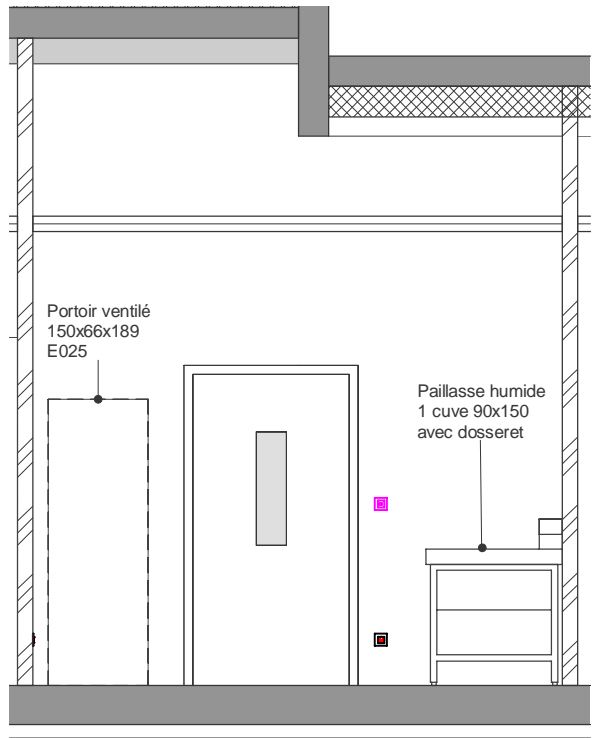 Portoir ventilé
150x66x189
E025
Paillasse humide
1 cuve 90x150
avec dosseret